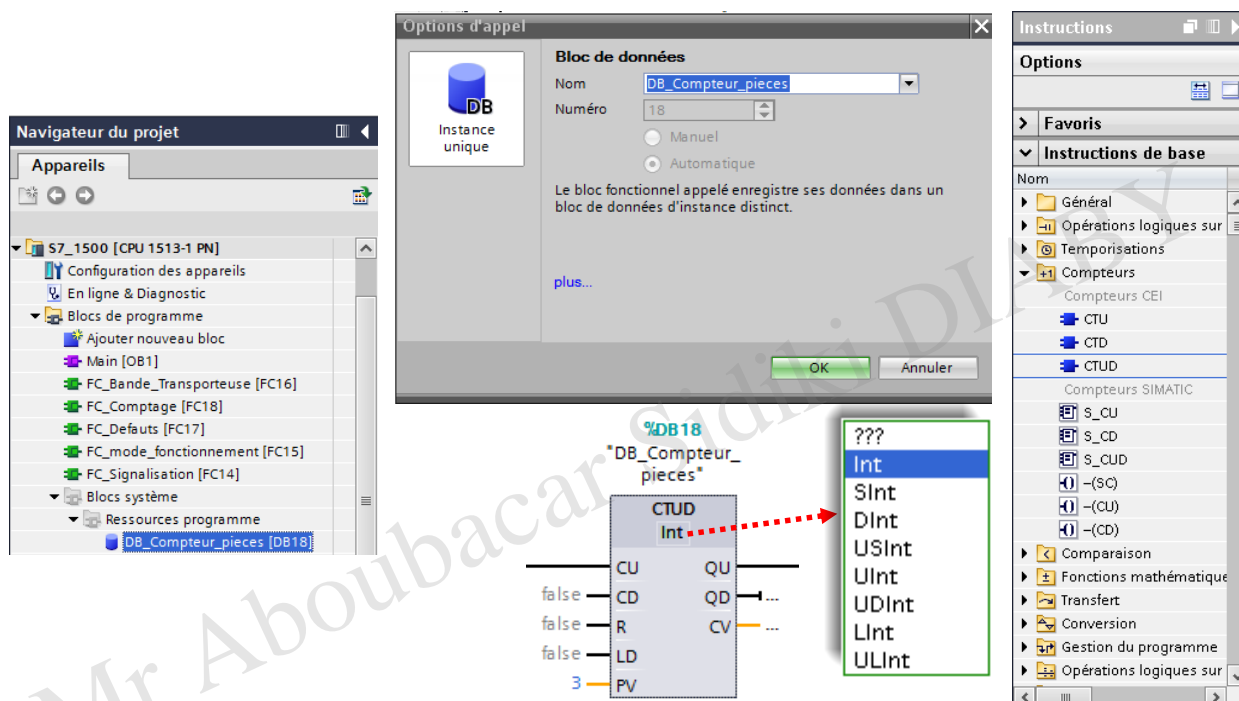 Navigateur du projet
Appareils
S7_1500 [CPU 1513-1 PN]
Configuration des appareils
En ligne & Diagnostic
Blocs de programme
Ajouter nouveau bloc
Main [OB1]
FC_Bande_Transporteuse [FC16]
FC_Comptage [FC18]
FC_Defauts [FC17]
FC_mode_fonctionnement [FC15]
FC_Signalisation [FC14]
Blocs système
Ressources programme
DB_Compteur_pieces [DB18]
Options d'appel
DB
Instance
unique
Bloc de données
Nom DB_Compteur_pieces
Numéro 18
Manuel
Automatique
Le bloc fonctionnel appelé enregistre ses données dans un
bloc de données d'instance distinct.
plus...
OK Annuler
%DB18
"DB_Compteur_
pieces"
CTUD
Int
CU QU
false CD QD ...
false R CV ...
false LD
3 PV
???
Int
SInt
DInt
USInt
UInt
UDInt
LInt
ULInt
Instructions
Options
Favoris
Instructions de base
Nom
Général
Opérations logiques sur
Temporisations
+1 Compteurs
Compteurs CEI
CTU
CTD
CTUD
Compteurs SIMATIC
S_CU
S_CD
S_CUD
-(SC)
-(CU)
-(CD)
Comparaison
Fonctions mathématique
Transfert
Conversion
Gestion du programme
Opérations logiques sur
Mr Aboubacar Sidiki DIABY